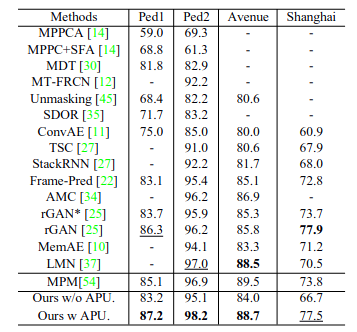 Methods Ped1 Ped2 Avenue Shanghai
MPPCA [14] 59.0 69.3 - -
MPPC+SFA [14] 68.8 61.3 - -
MDT [30] 81.8 82.9 - -
MT-FRCN [12] - 92.2 - -
Unmasking [45] 68.4 82.2 80.6 -
SDOR [35] 71.7 83.2 - -
ConvAE [11] 75.0 85.0 80.0 60.9
TSC [27] - 91.0 80.6 67.9
StackRNN [27] - 92.2 81.7 68.0
Frame-Pred [22] 83.1 95.4 85.1 72.8
AMC [34] - 96.2 86.9 -
rGAN* [25] 83.7 95.9 85.3 73.7
rGAN [25] 86.3 96.2 85.8 77.9
MemAE [10] - 94.1 83.3 71.2
LMN [37] - 97.0 88.5 70.5
MPM[54] 85.1 96.9 89.5 73.8
Ours w/o APU. 83.2 95.1 84.0 66.7
Ours w APU. 87.2 98.2 88.7 77.5